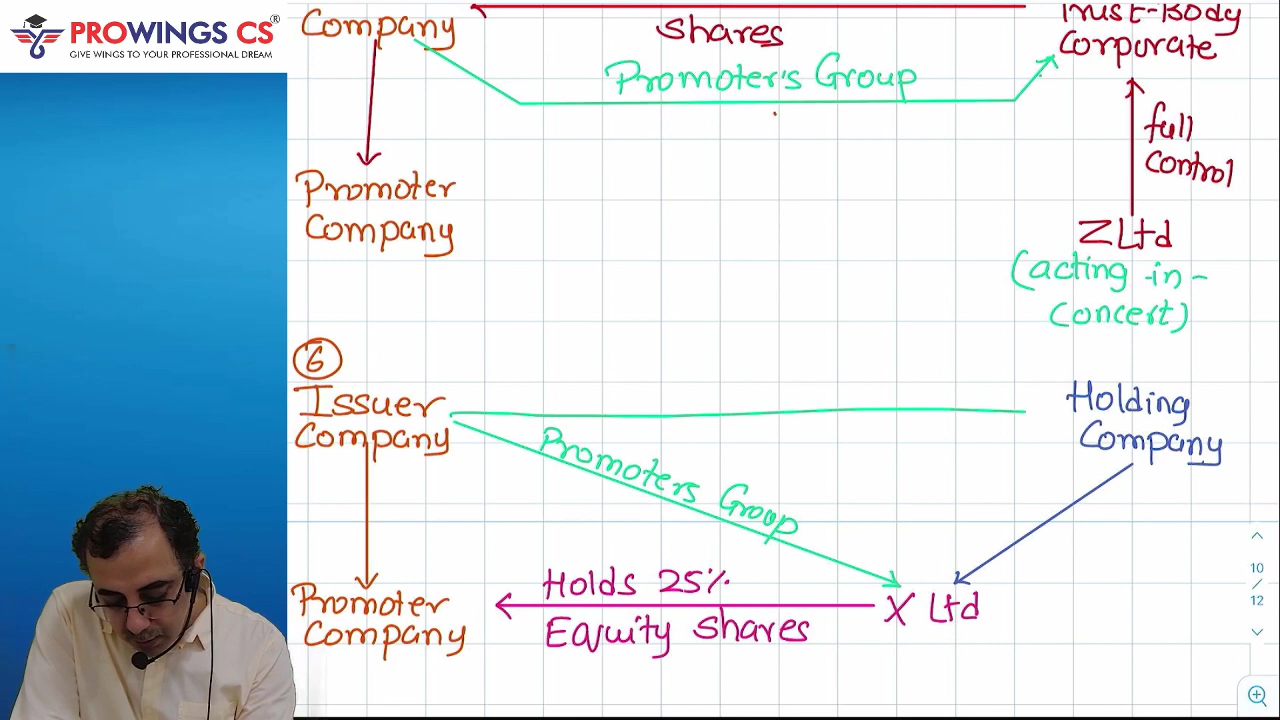 PROWINGS CS®
GIVE WINGS TO YOUR PROFESSIONAL DREAM
Company
Shares
Trust-Body
Corporate
Promoter's Group
full
control
Promoter
Company
Z Ltd
(acting-in-
concert)
6
Issuer
Company
Holding
Company
Promoters Group
Holds 25%
Equity shares
X Ltd
Promoter
Company
10
/
12